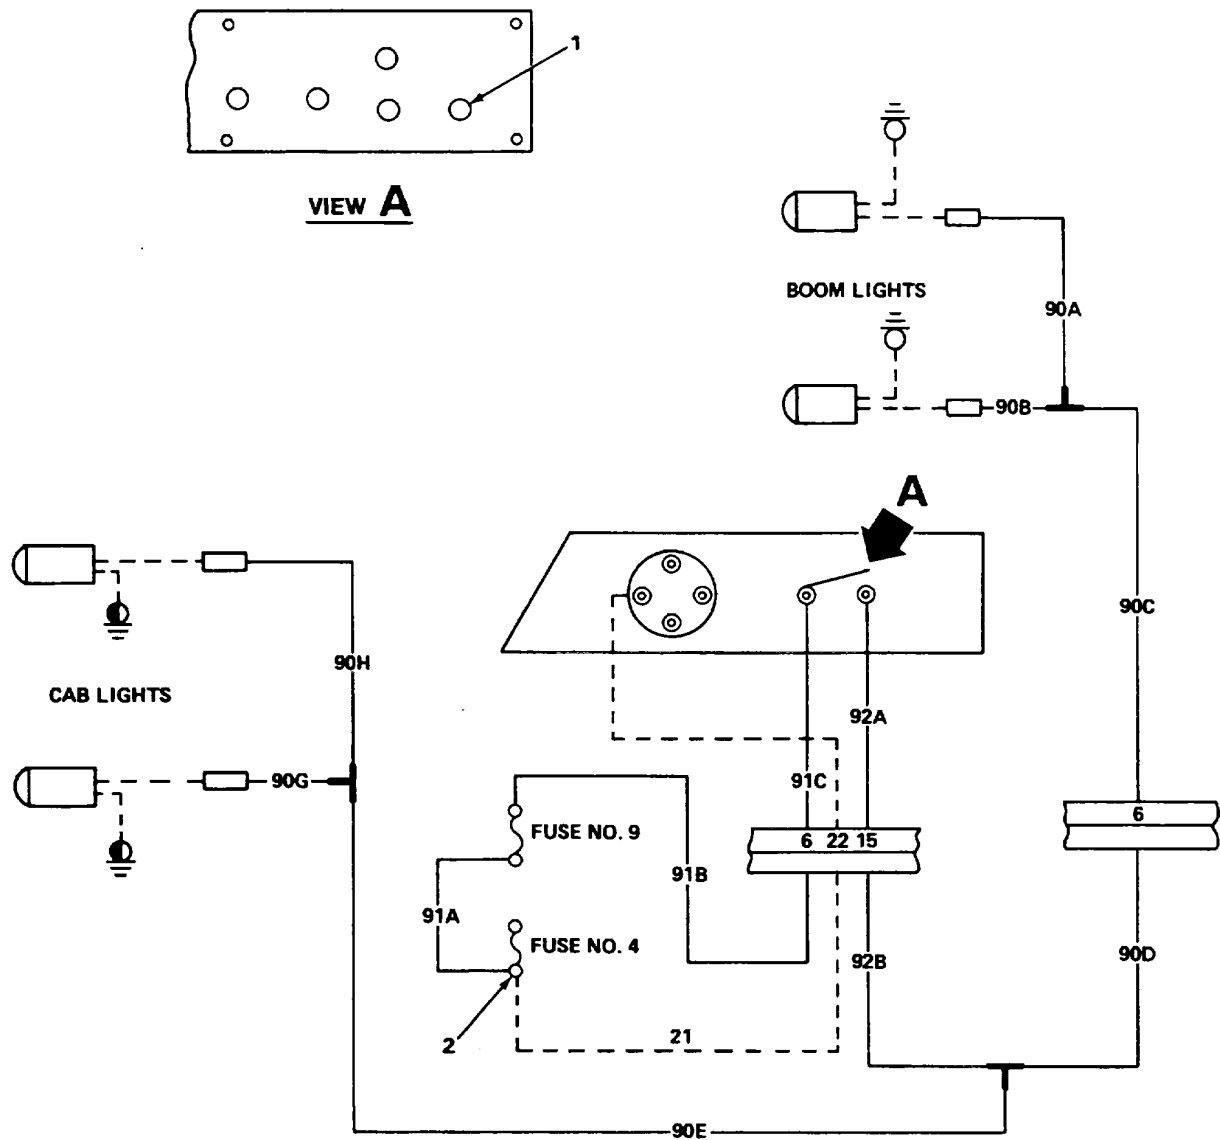 1
VIEW A
BOOM LIGHTS
90A
90B
A
90C
90H
CAB LIGHTS
92A
90G
91C
6
FUSE NO. 9
6 22 15
91B
91A
FUSE NO. 4
92B
90D
21
2
90E